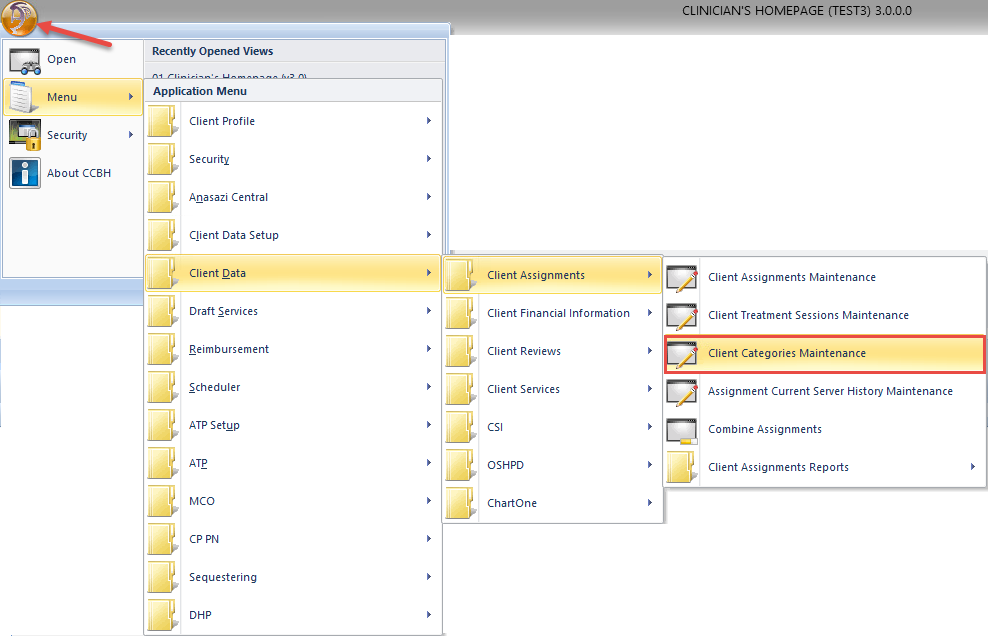 CLINICIAN'S HOMEPAGE (TEST3) 3.0.0.0
Open
Menu
Security
About CCBH
Recently Opened Views
01 Clinician's Homepage (v3.0)
Application Menu
Client Profile
Security
Anasazi Central
Client Data Setup
Client Data
Draft Services
Reimbursement
Scheduler
ATP Setup
ATP
MCO
CP PN
Sequestering
DHP
Client Assignments
Client Financial Information
Client Reviews
Client Services
CSI
OSHPD
ChartOne
Client Assignments Maintenance
Client Treatment Sessions Maintenance
Client Categories Maintenance
Assignment Current Server History Maintenance
Combine Assignments
Client Assignments Reports